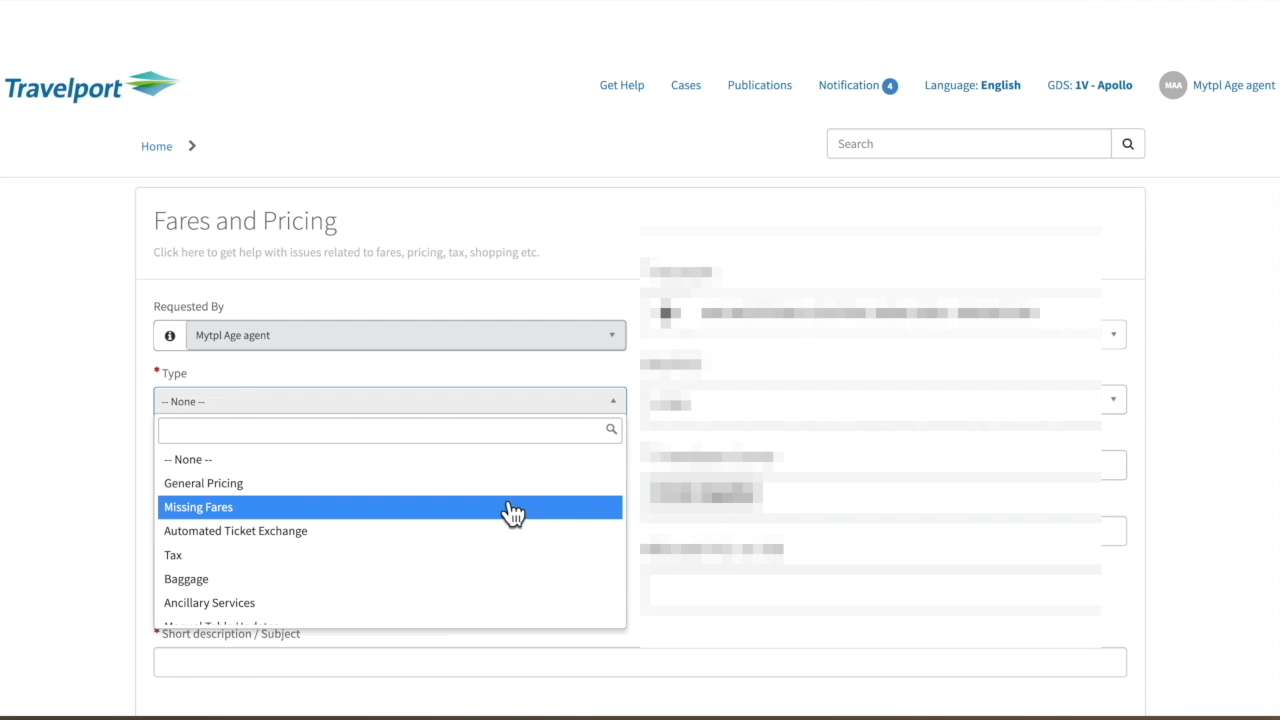 Travelport
Get Help Cases Publications Notification 4 Language: English GDS: 1V - Apollo MAA Mytpl Age agent
Home
Search
Fares and Pricing
Click here to get help with issues related to fares, pricing, tax, shopping etc.
Requested By
Mytpl Age agent
* Type
-- None --
-- None --
General Pricing
Missing Fares
Automated Ticket Exchange
Tax
Baggage
Ancillary Services
* Short description / Subject